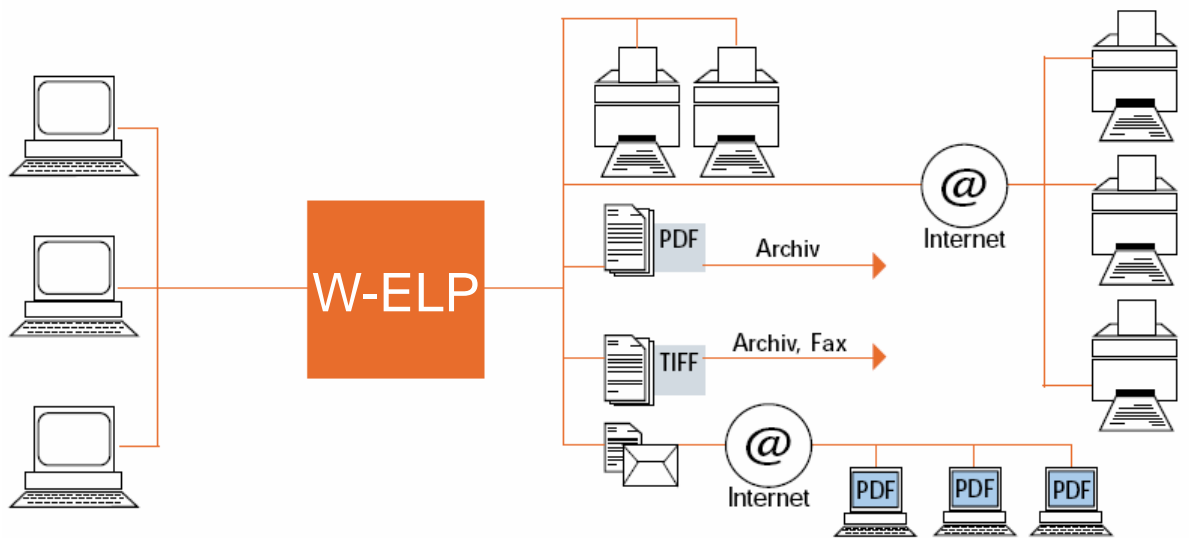 W-ELP
@
Internet
PDF
Archiv
TIFF
Archiv, Fax
@
Internet
PDF
PDF
PDF